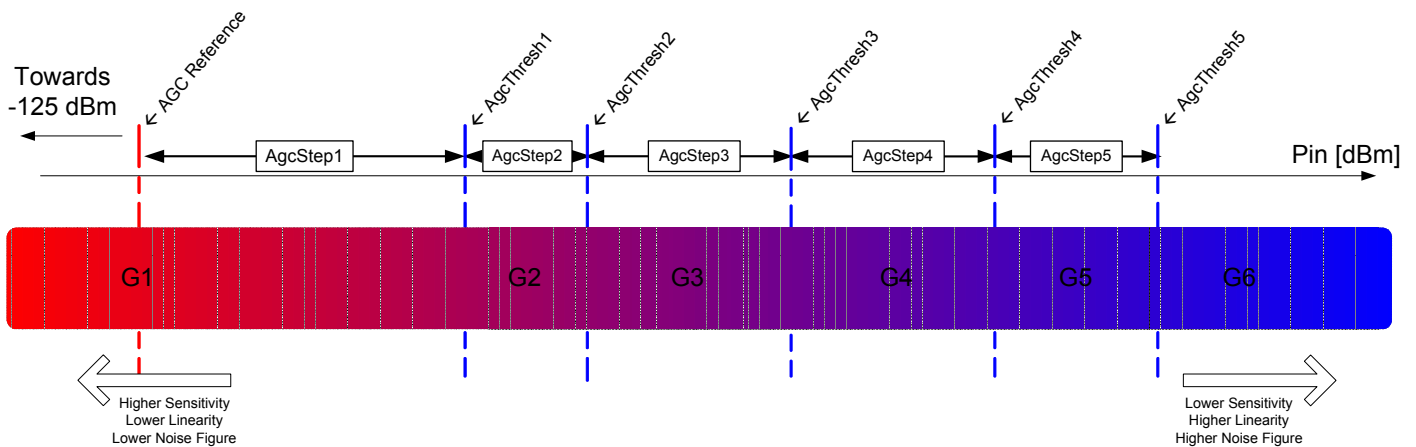 Towards
-125 dBm
← AGC Reference
← AgcThresh1
← AgcThresh2
← AgcThresh3
← AgcThresh4
← AgcThresh5
AgcStep1
AgcStep2
AgcStep3
AgcStep4
AgcStep5
Pin [dBm]
G1
G2
G3
G4
G5
G6
Higher Sensitivity
Lower Linearity
Lower Noise Figure
Lower Sensitivity
Higher Linearity
Higher Noise Figure